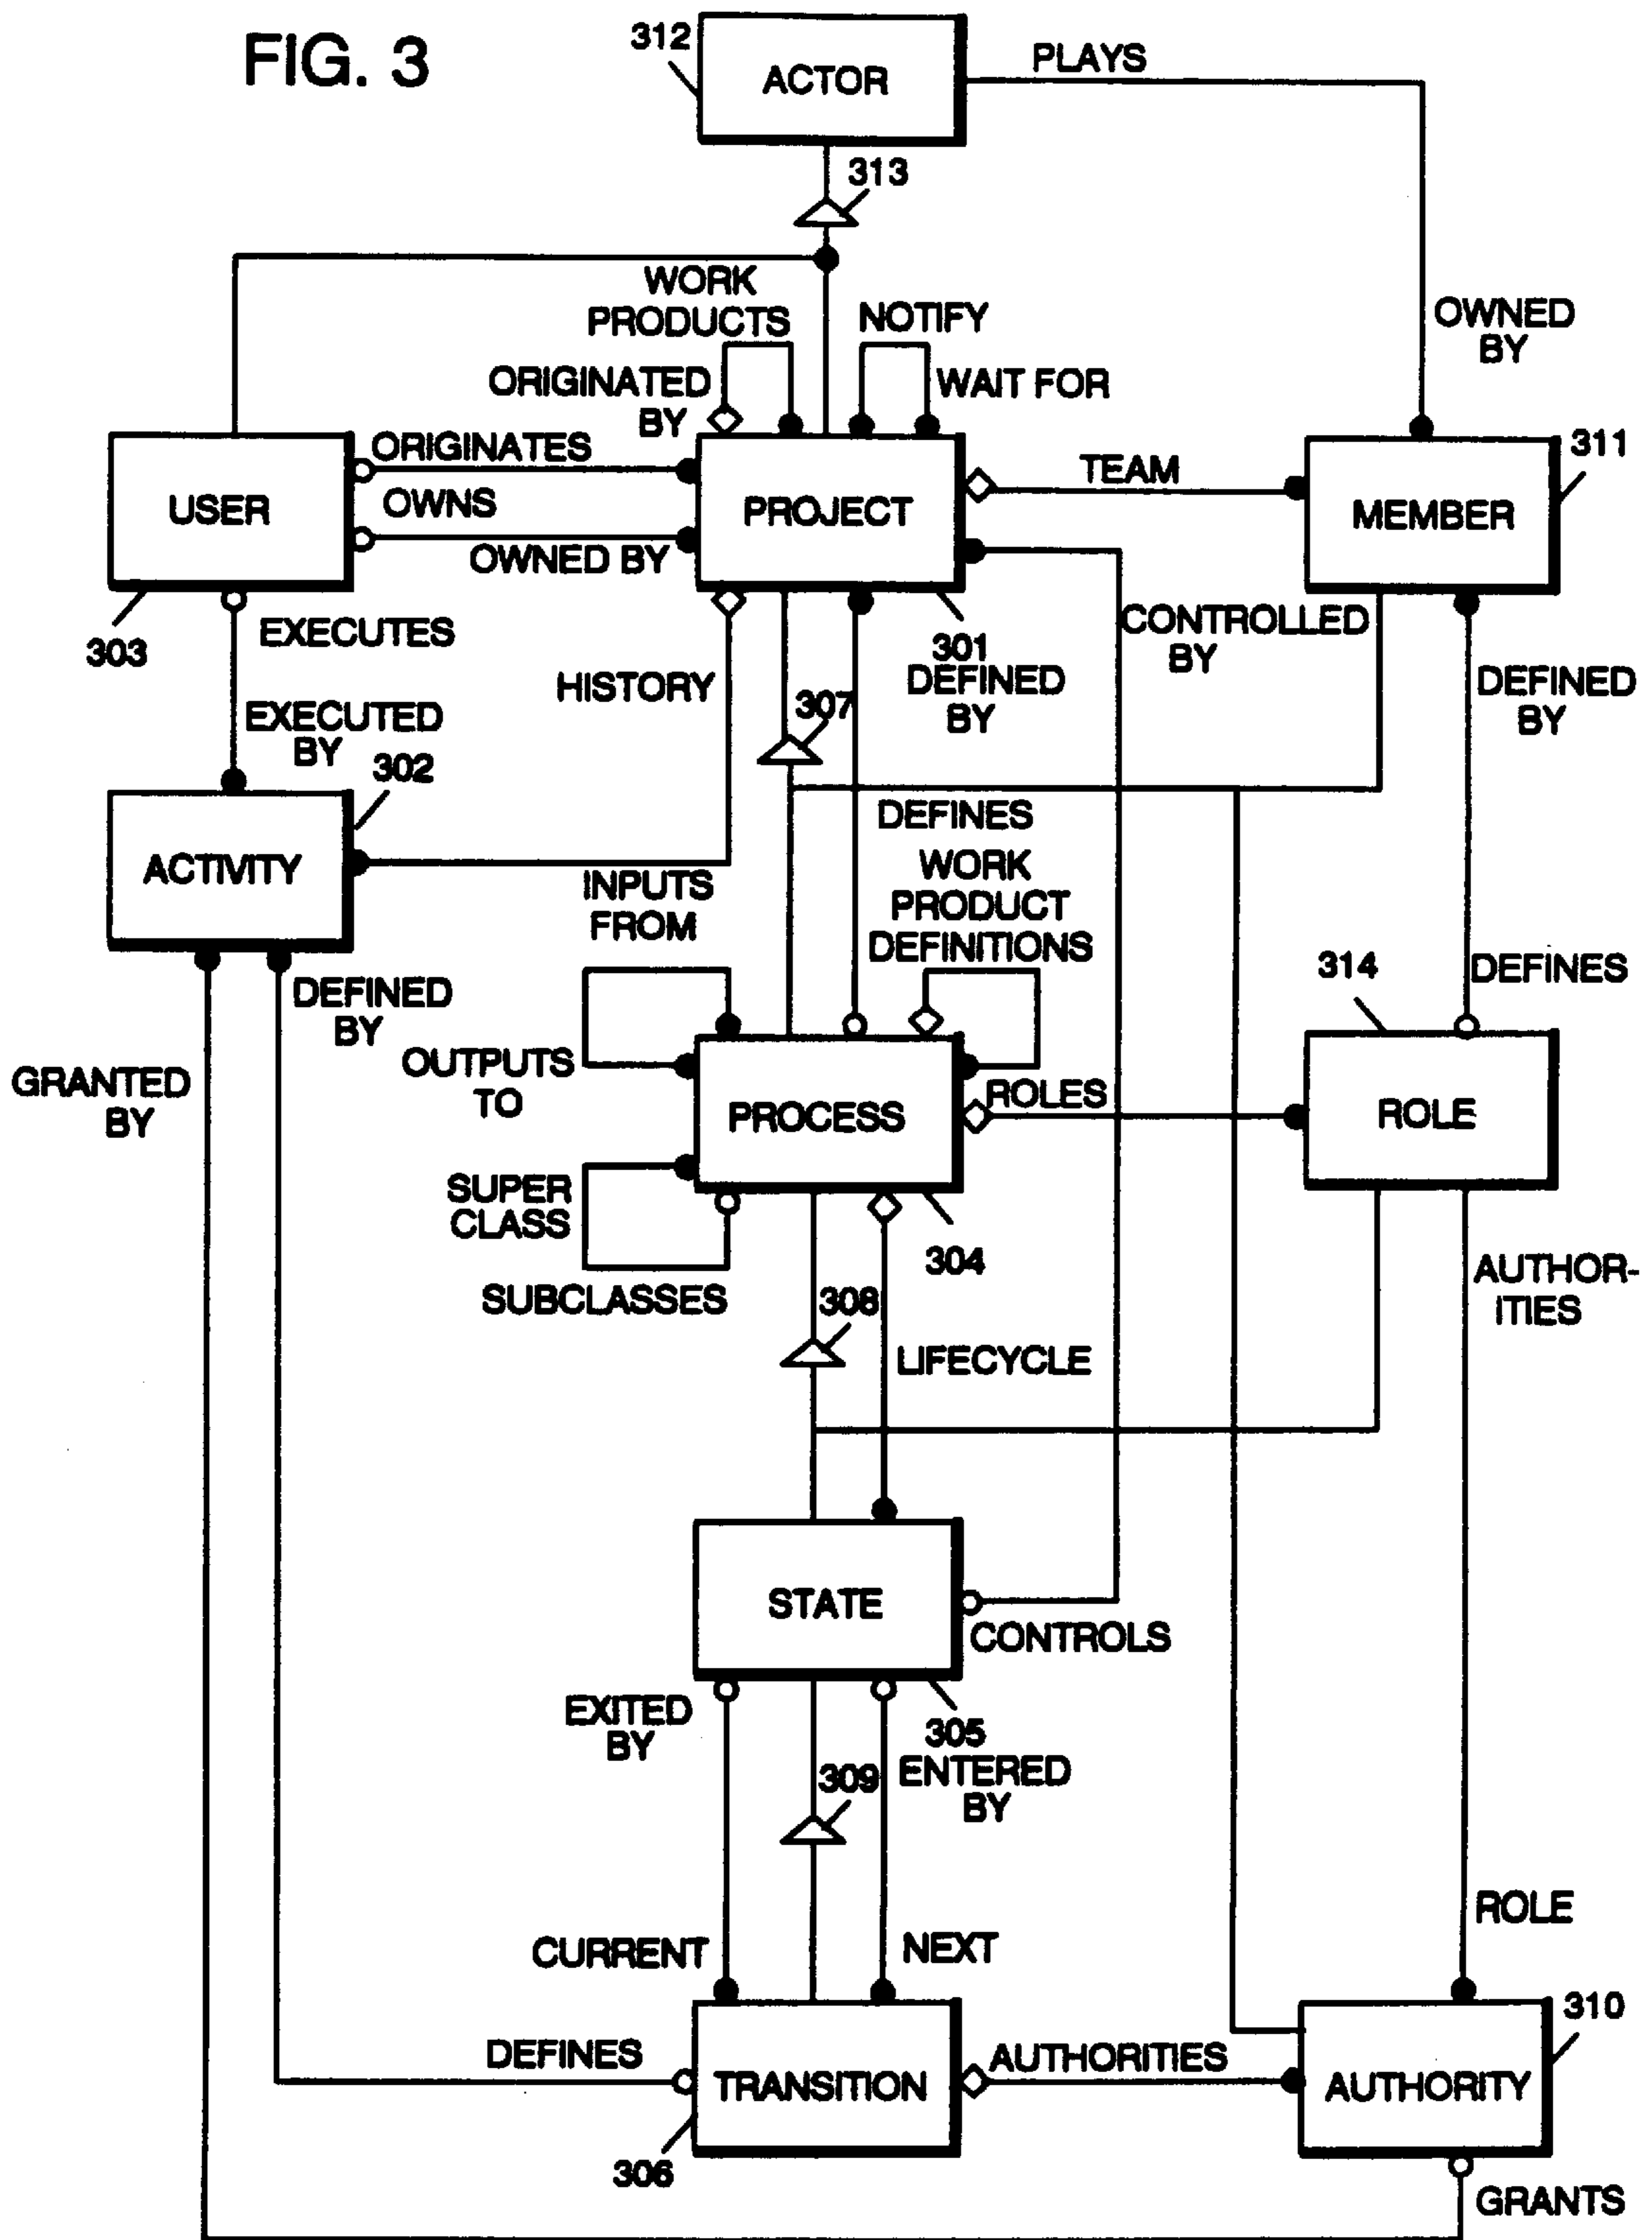 FIG. 3
312
ACTOR
PLAYS
313
WORK
PRODUCTS
NOTIFY
OWNED
BY
ORIGINATED
BY
WAIT FOR
ORIGINATES
311
USER
OWNS
PROJECT
TEAM
MEMBER
OWNED BY
303
EXECUTES
301
CONTROLLED
BY
HISTORY
DEFINED
BY
DEFINED
BY
307
EXECUTED
BY
302
DEFINES
ACTIVITY
INPUTS
FROM
WORK
PRODUCT
DEFINITIONS
314
DEFINES
DEFINED
BY
OUTPUTS
TO
GRANTED
BY
ROLES
PROCESS
ROLE
SUPER
CLASS
304
SUBCLASSES
AUTHOR-
ITIES
308
LIFECYCLE
STATE
CONTROLS
EXITED
BY
305
ENTERED
BY
309
ROLE
CURRENT
NEXT
310
DEFINES
AUTHORITIES
TRANSITION
AUTHORITY
306
GRANTS